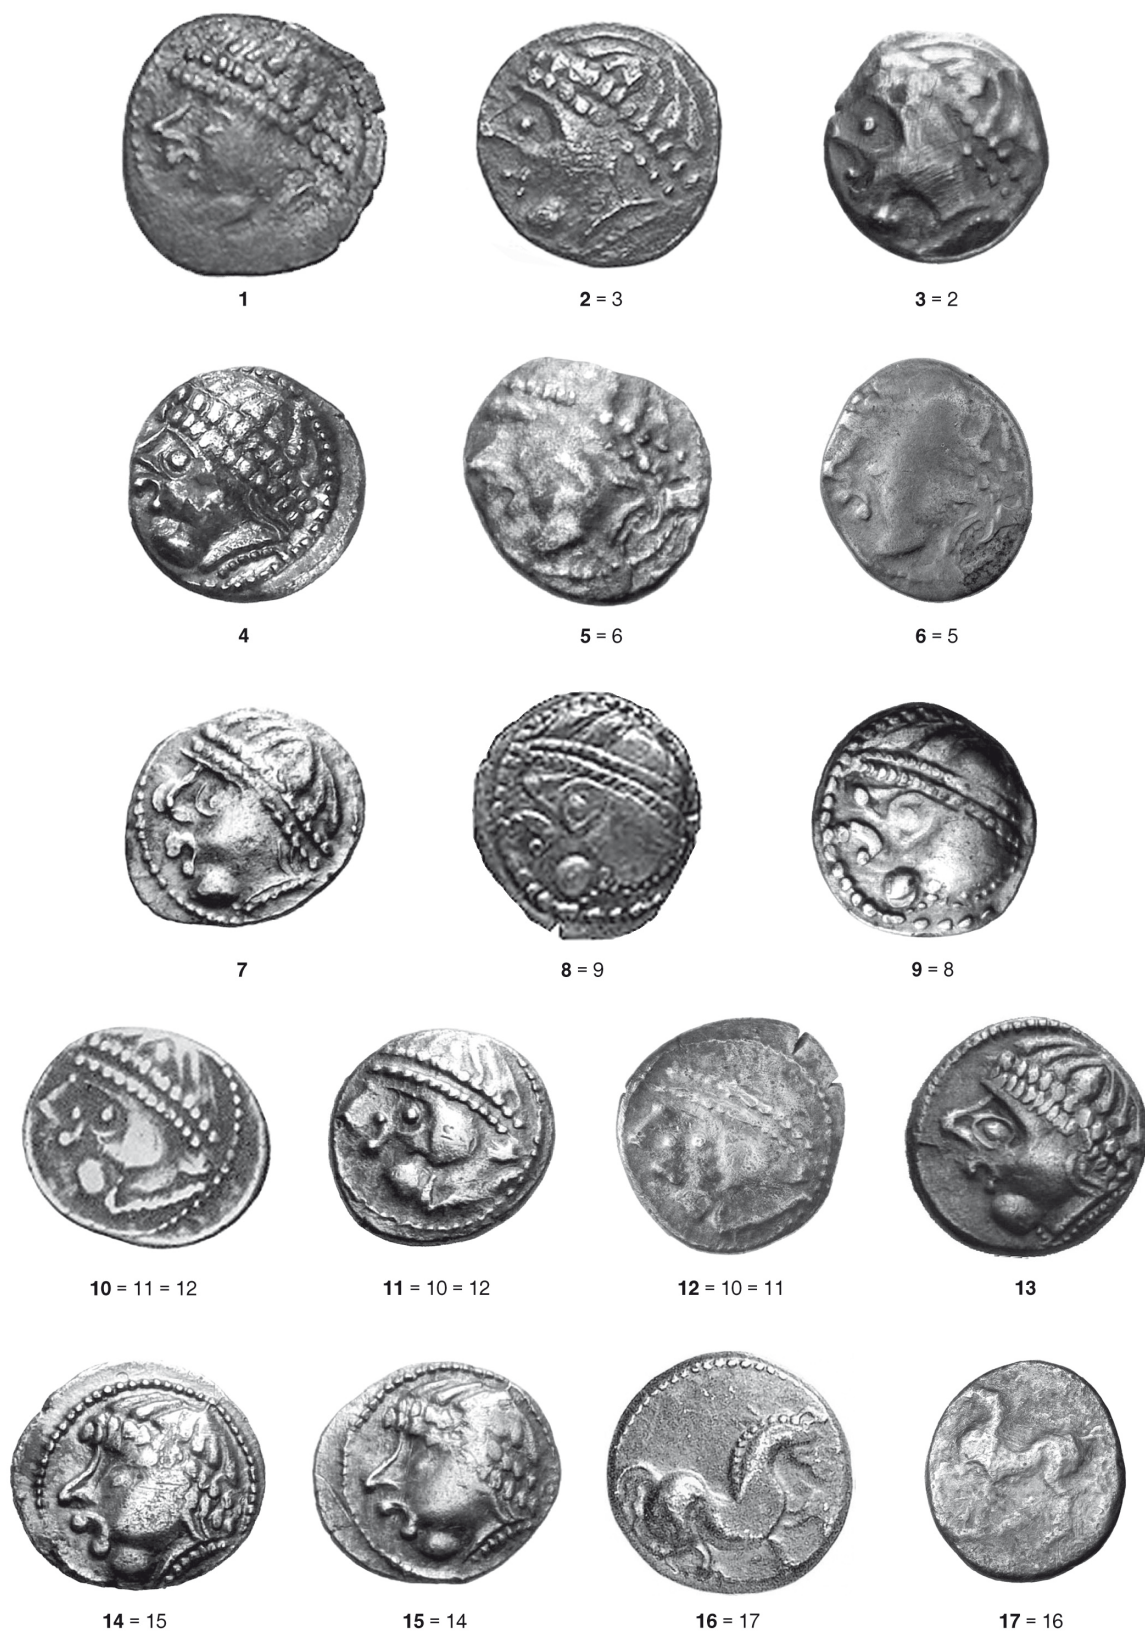 1 2 = 3 3 = 2
4 5 = 6 6 = 5
7 8 = 9 9 = 8
10 = 11 = 12 11 = 10 = 12 12 = 10 = 11 13
14 = 15 15 = 14 16 = 17 17 = 16